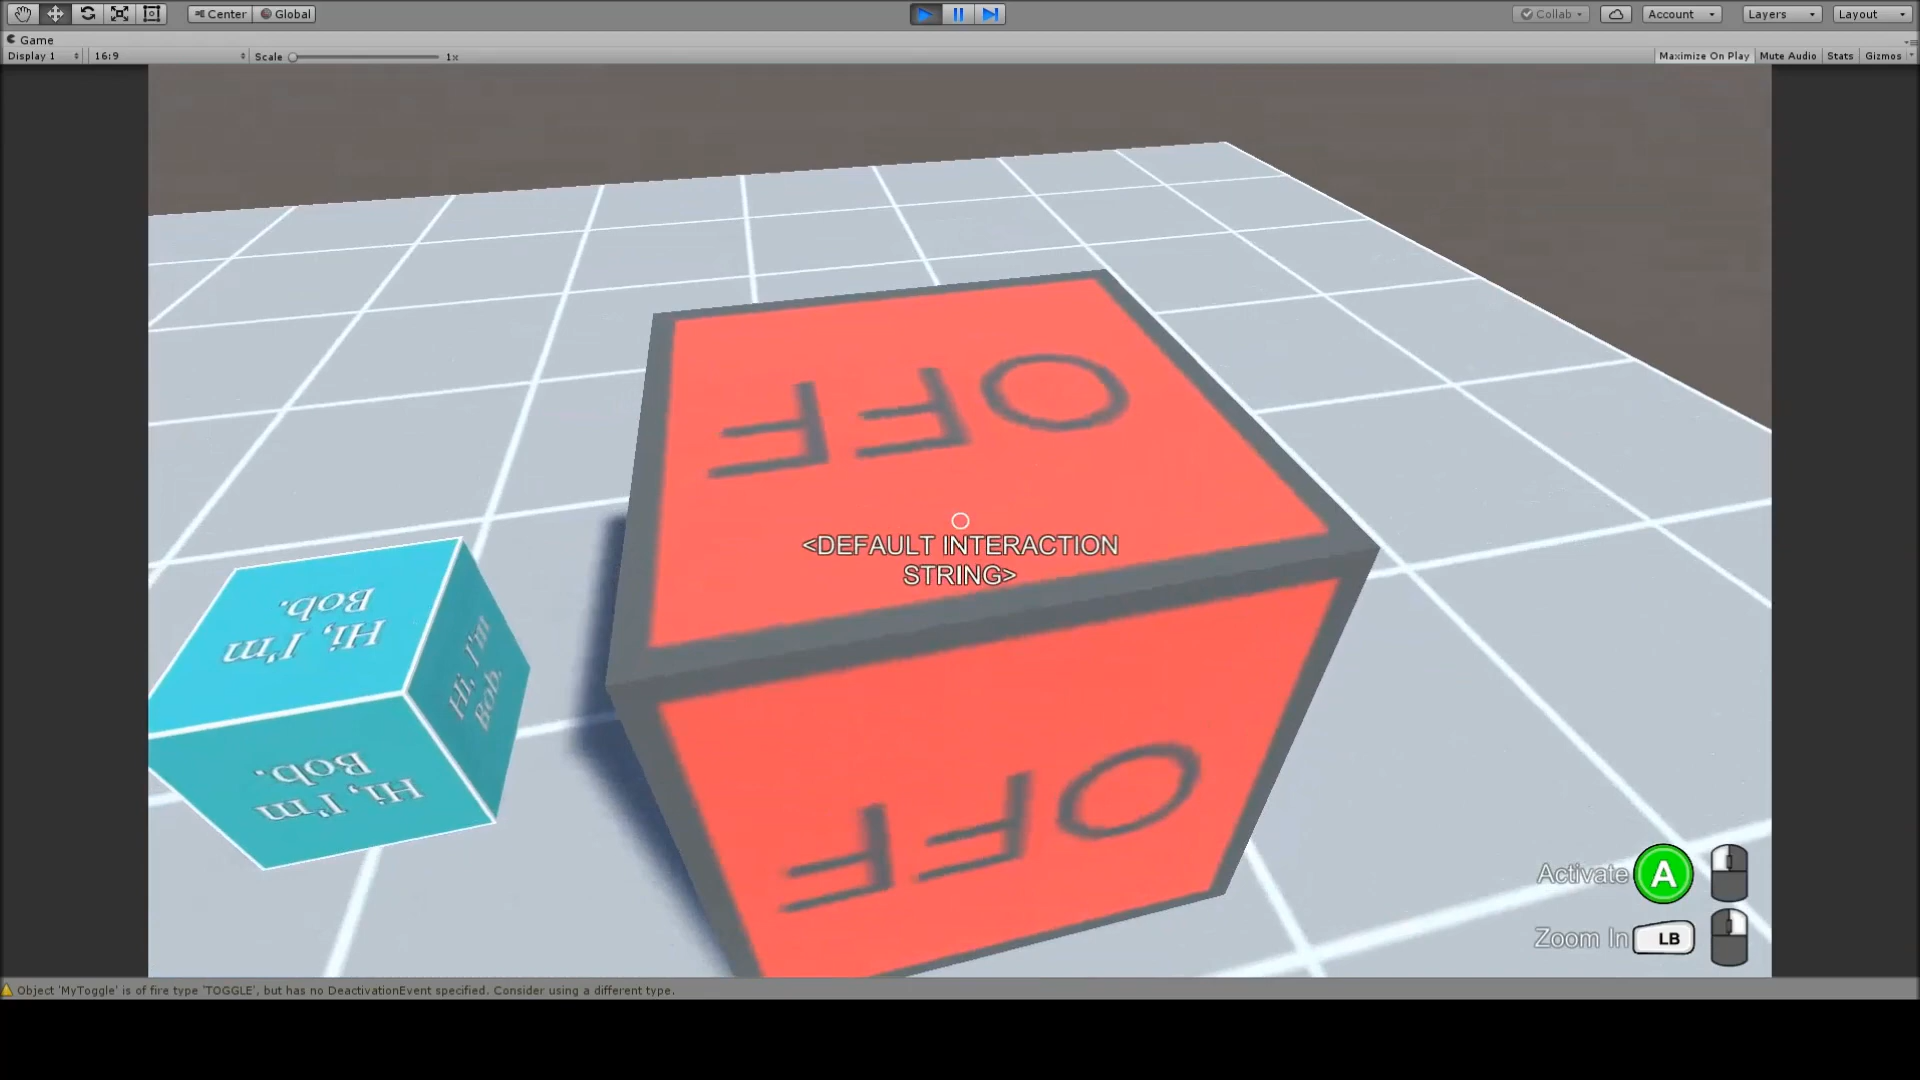 Center Global Collab Account Layers Layout
Game
Display 1 16:9 Scale 1x Maximize On Play Mute Audio Stats Gizmos
OFF
<DEFAULT INTERACTION
STRING>
Hi, I'm
Bob.
Hi, I'm
Bob.
Hi, I'm
Bob.
OFF
Activate A
Zoom In LB
Object 'MyToggle' is of fire type 'TOGGLE', but has no DeactivationEvent specified. Consider using a different type.